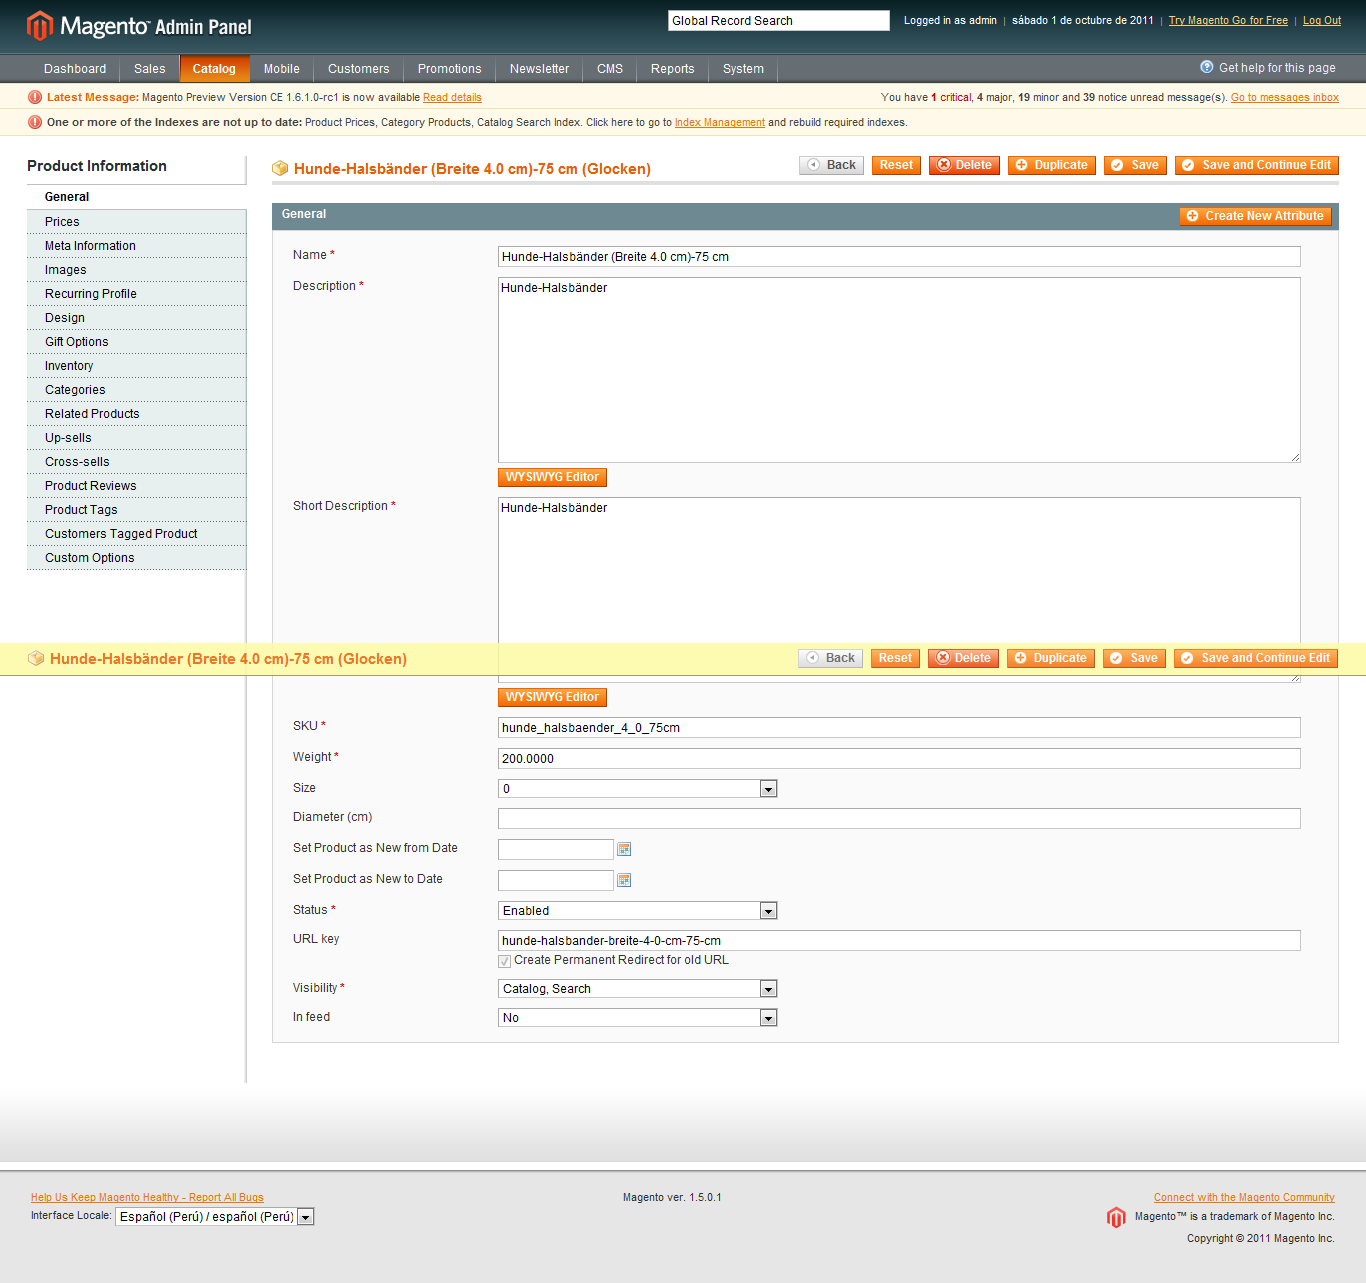 Magento™ Admin Panel
Global Record Search
Logged in as admin | sábado 1 de octubre de 2011 | Try Magento Go for Free | Log Out
Dashboard Sales Catalog Mobile Customers Promotions Newsletter CMS Reports System
Get help for this page
Latest Message: Magento Preview Version CE 1.6.1.0-rc1 is now available Read details
You have 1 critical, 4 major, 19 minor and 39 notice unread message(s). Go to messages inbox
One or more of the Indexes are not up to date: Product Prices, Category Products, Catalog Search Index. Click here to go to Index Management and rebuild required indexes.
Product Information
General
Prices
Meta Information
Images
Recurring Profile
Design
Gift Options
Inventory
Categories
Related Products
Up-sells
Cross-sells
Product Reviews
Product Tags
Customers Tagged Product
Custom Options
Hunde-Halsbänder (Breite 4.0 cm)-75 cm (Glocken)
Back Reset Delete Duplicate Save Save and Continue Edit
General
Create New Attribute
Name * Hunde-Halsbänder (Breite 4.0 cm)-75 cm
Description * Hunde-Halsbänder
WYSIWYG Editor
Short Description * Hunde-Halsbänder
Hunde-Halsbänder (Breite 4.0 cm)-75 cm (Glocken)
Back Reset Delete Duplicate Save Save and Continue Edit
WYSIWYG Editor
SKU * hunde_halsbaender_4_0_75cm
Weight * 200.0000
Size 0
Diameter (cm)
Set Product as New from Date
Set Product as New to Date
Status * Enabled
URL key hunde-halsbander-breite-4-0-cm-75-cm
Create Permanent Redirect for old URL
Visibility * Catalog, Search
In feed No
Help Us Keep Magento Healthy - Report All Bugs
Interface Locale: Español (Perú) / español (Perú)
Magento ver. 1.5.0.1
Connect with the Magento Community
Magento™ is a trademark of Magento Inc.
Copyright © 2011 Magento Inc.